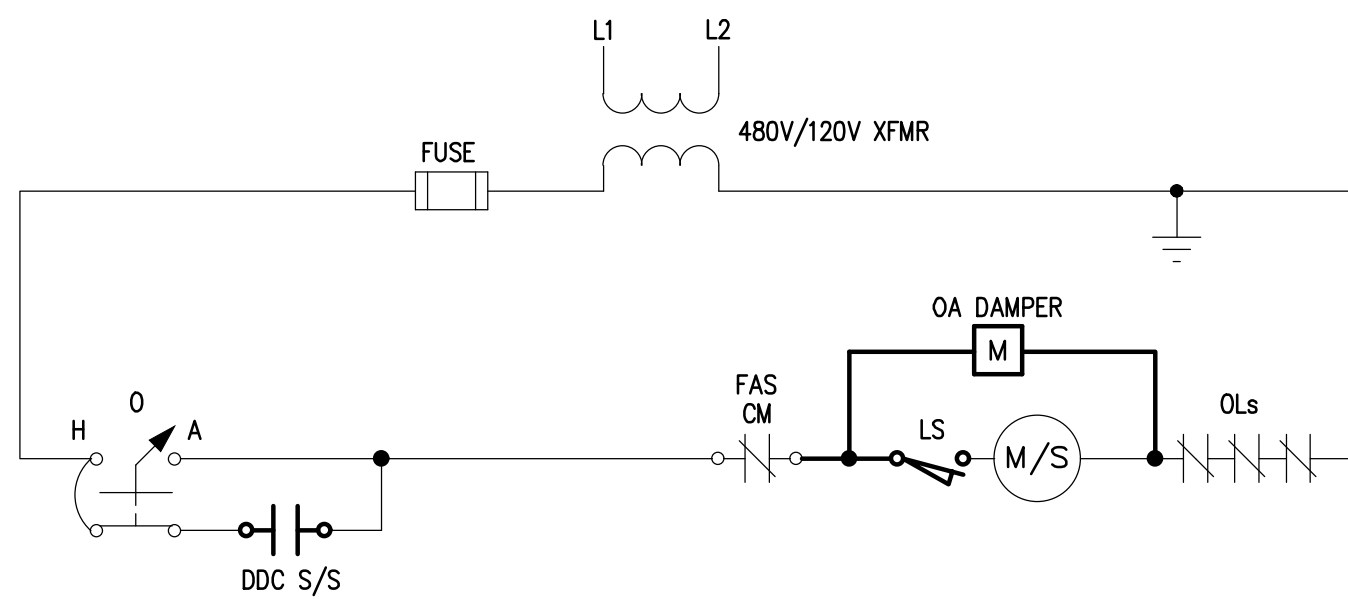 L1
L2
480V/120V XFMR
FUSE
OA DAMPER
M
FAS
CM
OLs
O
H
A
LS
M/S
DDC S/S